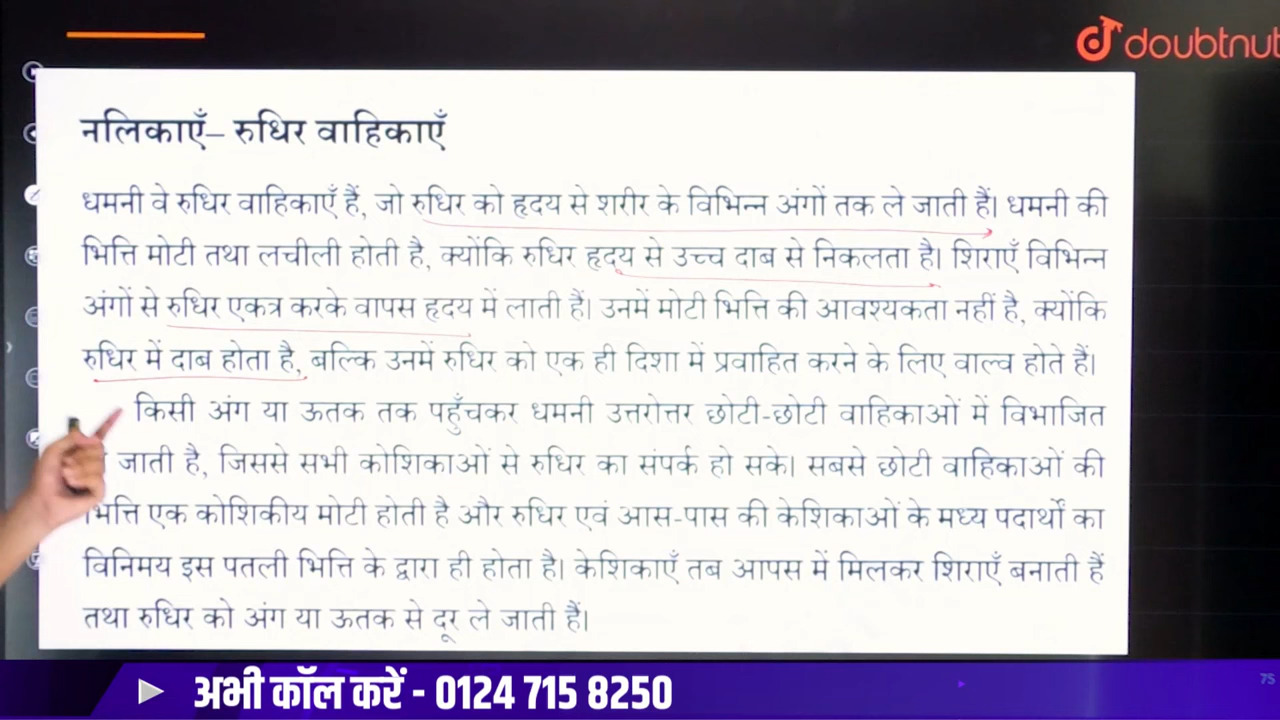 doubtnut
नलिकाएँ– रुधिर वाहिकाएँ
धमनी वे रुधिर वाहिकाएँ हैं, जो रुधिर को हृदय से शरीर के विभिन्न अंगों तक ले जाती हैं। धमनी की
भित्ति मोटी तथा लचीली होती है, क्योंकि रुधिर हृदय से उच्च दाब से निकलता है। शिराएँ विभिन्न
अंगों से रुधिर एकत्र करके वापस हृदय में लाती हैं। उनमें मोटी भित्ति की आवश्यकता नहीं है, क्योंकि
रुधिर में दाब होता है, बल्कि उनमें रुधिर को एक ही दिशा में प्रवाहित करने के लिए वाल्व होते हैं।
किसी अंग या ऊतक तक पहुँचकर धमनी उत्तरोत्तर छोटी-छोटी वाहिकाओं में विभाजित
जाती है, जिससे सभी कोशिकाओं से रुधिर का संपर्क हो सके। सबसे छोटी वाहिकाओं की
भित्ति एक कोशिकीय मोटी होती है और रुधिर एवं आस-पास की केशिकाओं के मध्य पदार्थों का
विनिमय इस पतली भित्ति के द्वारा ही होता है। केशिकाएँ तब आपस में मिलकर शिराएँ बनाती हैं
तथा रुधिर को अंग या ऊतक से दूर ले जाती हैं।
अभी कॉल करें - 0124 715 8250
75